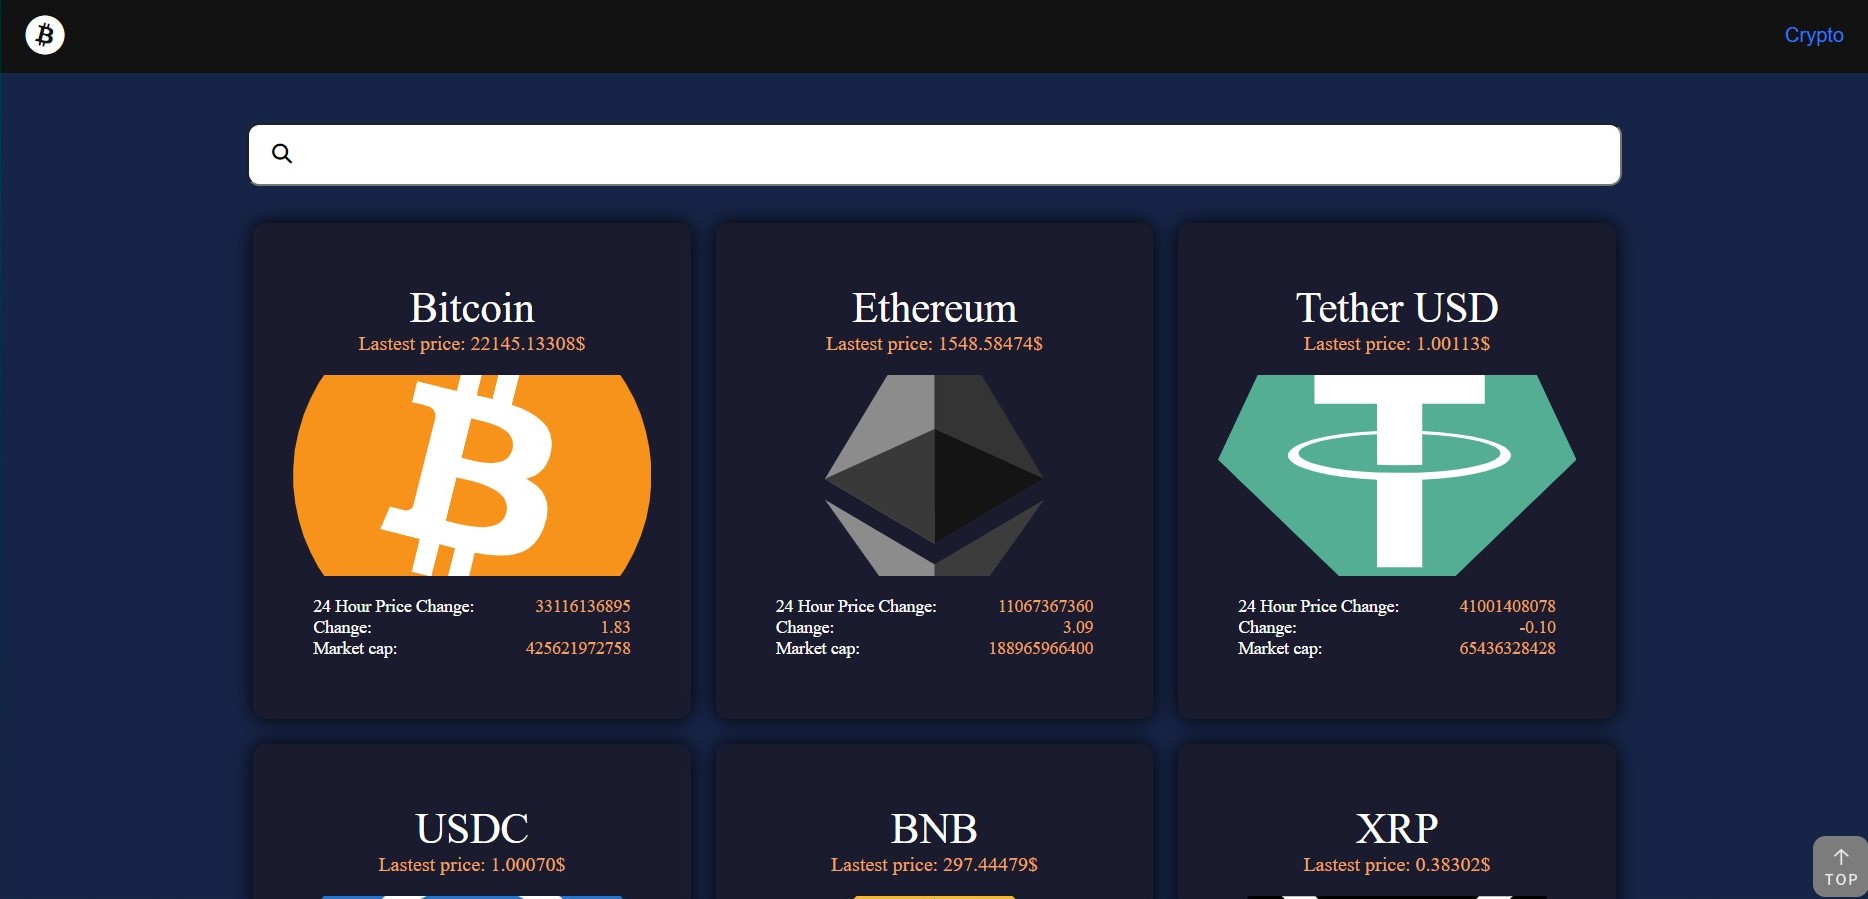 Crypto
Bitcoin
Lastest price: 22145.13308$
24 Hour Price Change: 33116136895
Change: 1.83
Market cap: 425621972758
Ethereum
Lastest price: 1548.58474$
24 Hour Price Change: 11067367360
Change: 3.09
Market cap: 188965966400
Tether USD
Lastest price: 1.00113$
24 Hour Price Change: 41001408078
Change: -0.10
Market cap: 65436328428
USDC
Lastest price: 1.00070$
BNB
Lastest price: 297.44479$
XRP
Lastest price: 0.38302$
TOP